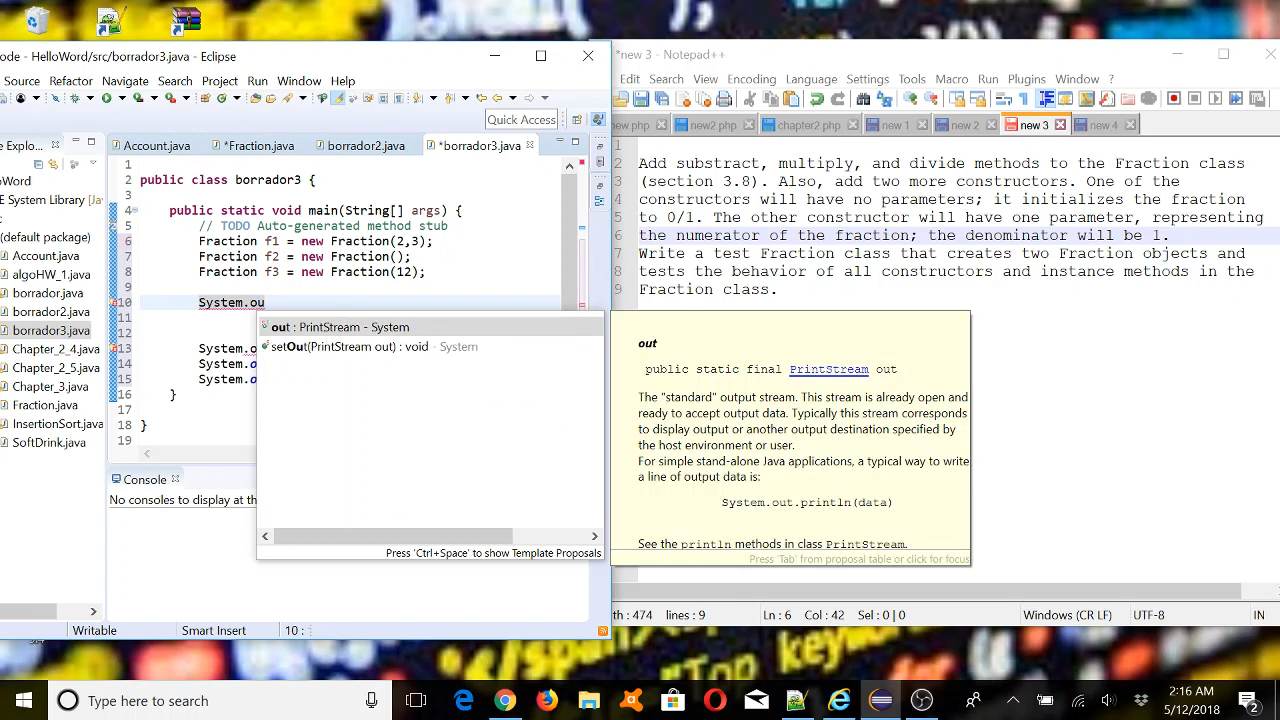 ode - HelloWord/src/borrador3.java - Eclipse
Source Refactor Navigate Search Project Run Window Help
Quick Access
Explo...
Account.java *Fraction.java borrador2.java *borrador3.java
loWord
E System Library [
c
(default package)
Account.java
algoHW_1.java
borrador.java
borrador2.java
borrador3.java
Chapter_2_4.java
Chapter_2_5.java
Chapter_3.java
Fraction.java
InsertionSort.java
SoftDrink.java
1
2 public class borrador3 {
3
4 public static void main(String[] args) {
5 // TODO Auto-generated method stub
6 Fraction f1 = new Fraction(2,3);
7 Fraction f2 = new Fraction();
8 Fraction f3 = new Fraction(12);
9
10 System.ou
11
12
13 System.o
14 System.o
15 System.o
16 }
17
18 }
19
out : PrintStream - System
setOut(PrintStream out) : void - System
Press 'Ctrl+Space' to show Template Proposals
Console
No consoles to display at th
Writable Smart Insert 10 :
out
public static final PrintStream out
The "standard" output stream. This stream is already open and
ready to accept output data. Typically this stream corresponds
to display output or another output destination specified by
the host environment or user.
For simple stand-alone Java applications, a typical way to write
a line of output data is:
System.out.println(data)
See the println methods in class PrintStream.
Press 'Tab' from proposal table or click for focus
*new 3 - Notepad++
Edit Search View Encoding Language Settings Tools Macro Run Plugins Window ?
new.php new2.php chapter2.php new 1 new 2 new 3 new 4
1
2 Add substract, multiply, and divide methods to the Fraction class
3 (section 3.8). Also, add two more constructors. One of the
4 constructors will have no parameters; it initializes the fraction
5 to 0/1. The other constructor will have one parameter, representing
6 the numerator of the fraction; the denominator will be 1.
7 Write a test Fraction class that creates two Fraction objects and
8 tests the behavior of all constructors and instance methods in the
9 Fraction class.
th : 474 lines : 9 Ln : 6 Col : 42 Sel : 0 | 0 Windows (CR LF) UTF-8 IN
Type here to search
2:16 AM
5/12/2018
2